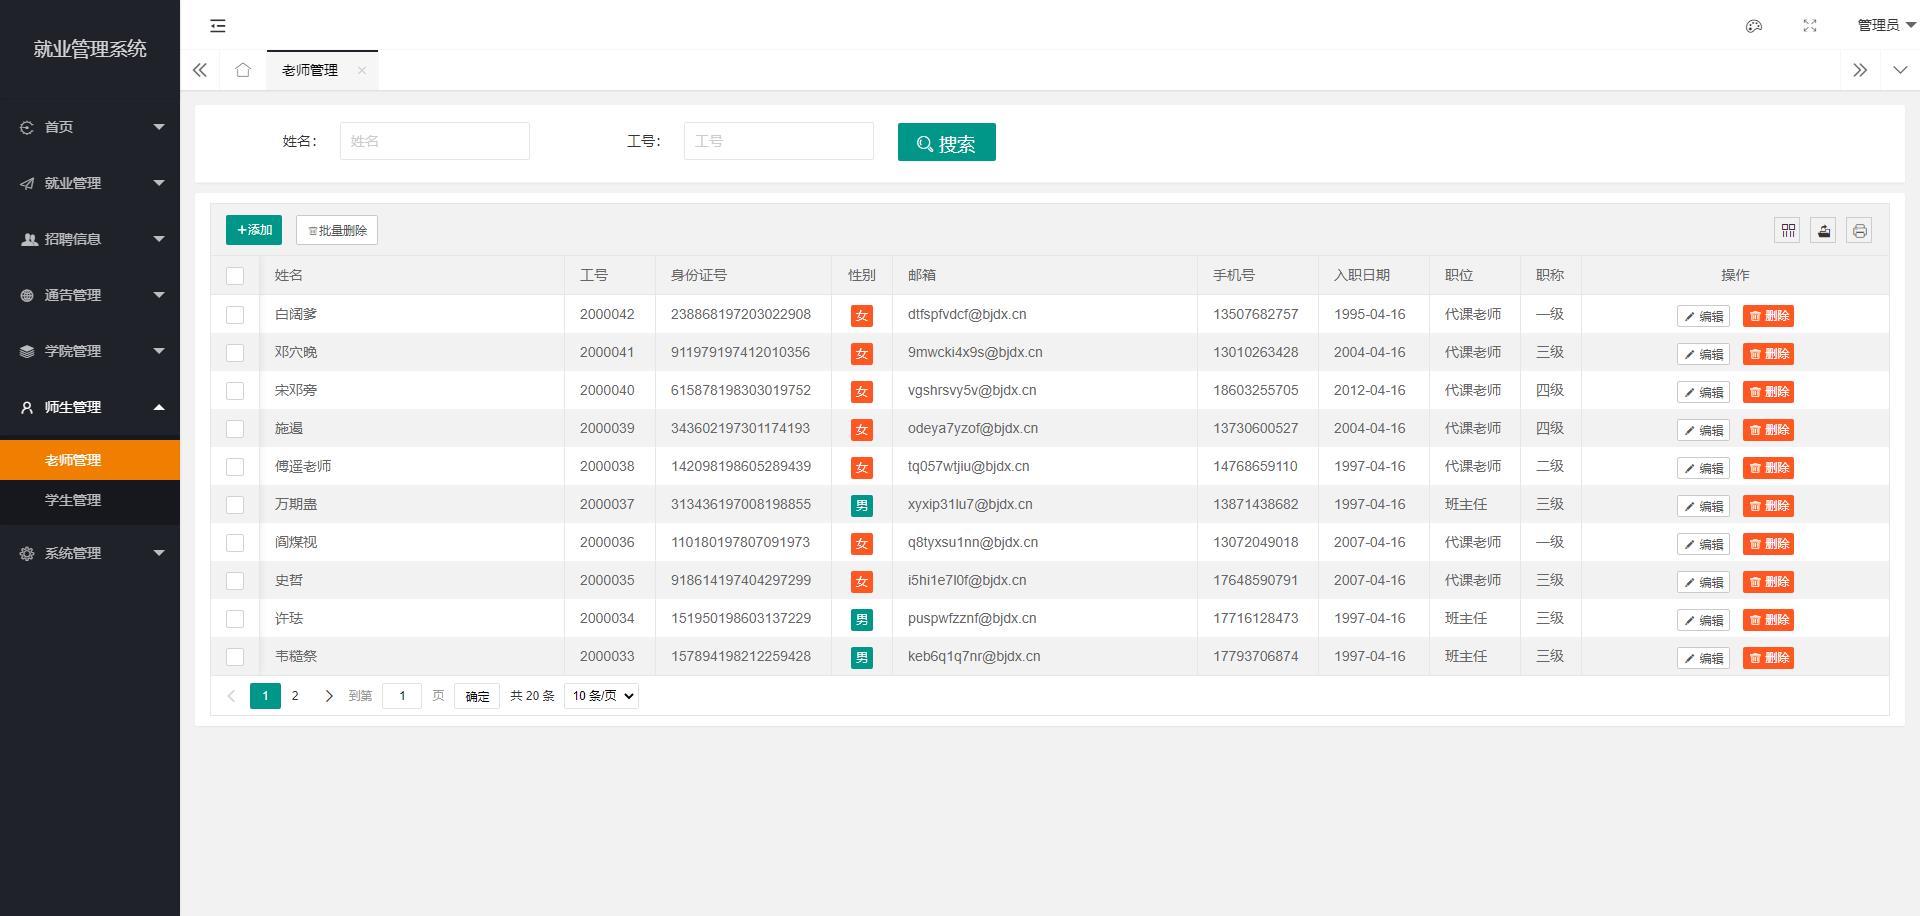 就业管理系统
管理员
老师管理
首页
就业管理
招聘信息
通告管理
学院管理
师生管理
老师管理
学生管理
系统管理
姓名： 姓名 工号： 工号 搜索
添加 批量删除
姓名 工号 身份证号 性别 邮箱 手机号 入职日期 职位 职称 操作
白阔爹 2000042 238868197203022908 女 dtfspfvdcf@bjdx.cn 13507682757 1995-04-16 代课老师 一级 编辑 删除
邓穴晚 2000041 911979197412010356 女 9mwcki4x9s@bjdx.cn 13010263428 2004-04-16 代课老师 三级 编辑 删除
宋邓旁 2000040 615878198303019752 女 vgshrsvy5v@bjdx.cn 18603255705 2012-04-16 代课老师 四级 编辑 删除
施遏 2000039 343602197301174193 女 odeya7yzof@bjdx.cn 13730600527 2004-04-16 代课老师 四级 编辑 删除
傅遥老师 2000038 142098198605289439 女 tq057wtjiu@bjdx.cn 14768659110 1997-04-16 代课老师 二级 编辑 删除
万期蛊 2000037 313436197008198855 男 xyxip31lu7@bjdx.cn 13871438682 1997-04-16 班主任 三级 编辑 删除
阎煤视 2000036 110180197807091973 女 q8tyxsu1nn@bjdx.cn 13072049018 2007-04-16 代课老师 一级 编辑 删除
史哲 2000035 918614197404297299 女 i5hi1e7l0f@bjdx.cn 17648590791 2007-04-16 代课老师 三级 编辑 删除
许珐 2000034 151950198603137229 男 puspwfzznf@bjdx.cn 17716128473 1997-04-16 班主任 三级 编辑 删除
韦糙祭 2000033 157894198212259428 男 keb6q1q7nr@bjdx.cn 17793706874 1997-04-16 班主任 三级 编辑 删除
1 2 到第 1 页 确定 共 20 条 10 条/页